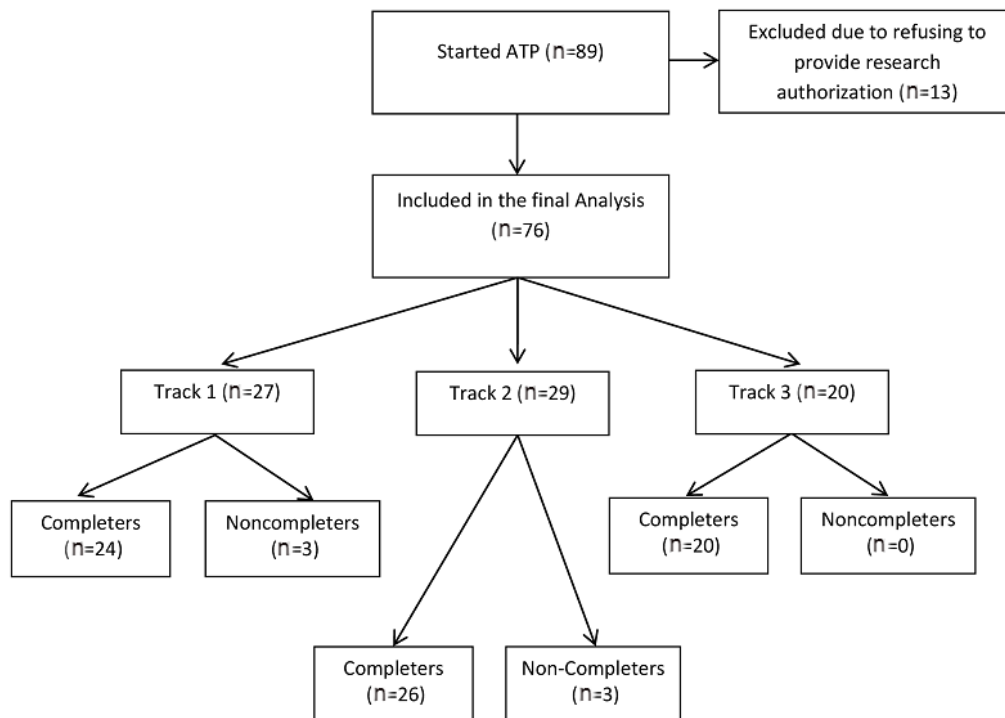 Started ATP (n=89)
Excluded due to refusing to
provide research
authorization (n=13)
Included in the final Analysis
(n=76)
Track 1 (n=27)
Track 2 (n=29)
Track 3 (n=20)
Completers
(n=24)
Noncompleters
(n=3)
Completers
(n=20)
Noncompleters
(n=0)
Completers
(n=26)
Non-Completers
(n=3)